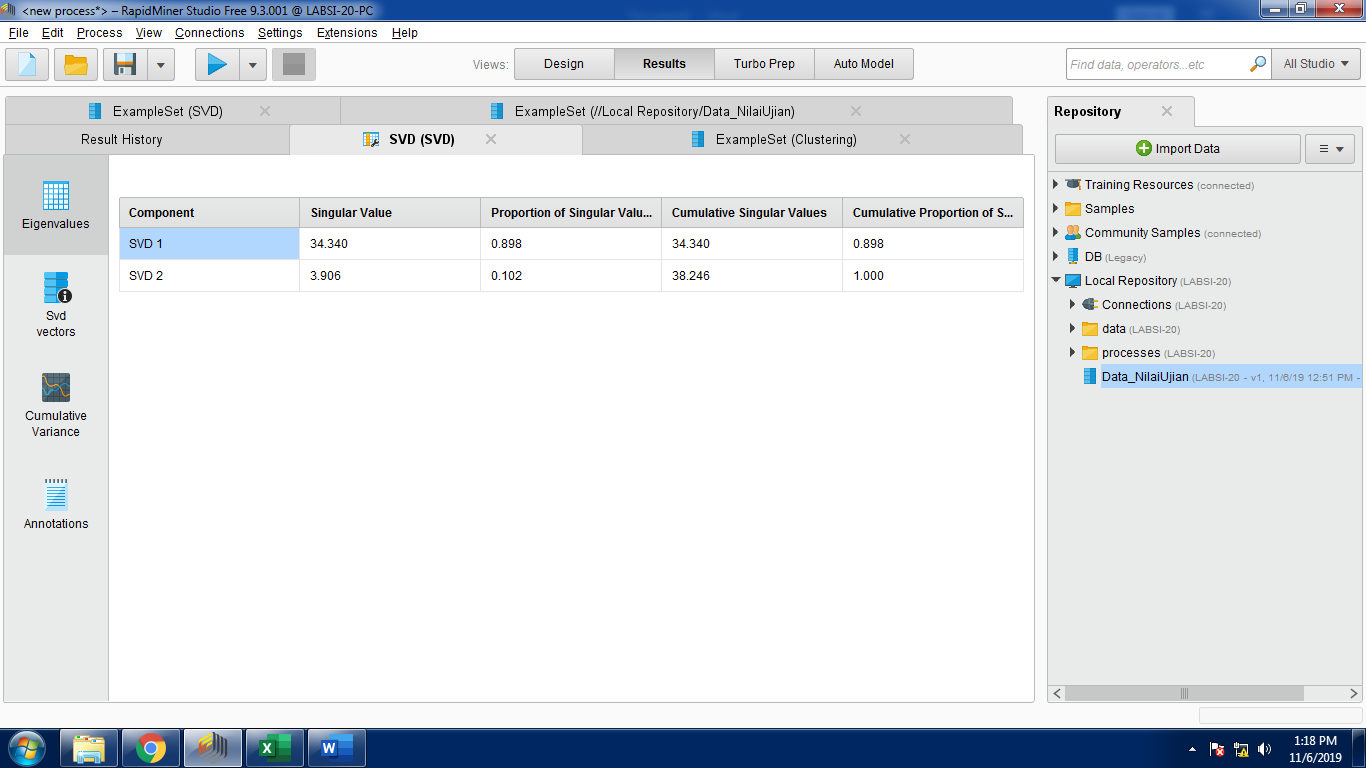 <new process*> – RapidMiner Studio Free 9.3.001 @ LABSI-20-PC
File Edit Process View Connections Settings Extensions Help
Views: Design Results Turbo Prep Auto Model
Find data, operators...etc
All Studio
ExampleSet (SVD)
ExampleSet (//Local Repository/Data_NilaiUjian)
Result History
SVD (SVD)
ExampleSet (Clustering)
Eigenvalues
Svd
vectors
Cumulative
Variance
Annotations
Component Singular Value Proportion of Singular Valu... Cumulative Singular Values Cumulative Proportion of S...
SVD 1 34.340 0.898 34.340 0.898
SVD 2 3.906 0.102 38.246 1.000
Repository
Import Data
Training Resources (connected)
Samples
Community Samples (connected)
DB (Legacy)
Local Repository (LABSI-20)
Connections (LABSI-20)
data (LABSI-20)
processes (LABSI-20)
Data_NilaiUjian (LABSI-20 - v1, 11/6/19 12:51 PM -
1:18 PM
11/6/2019